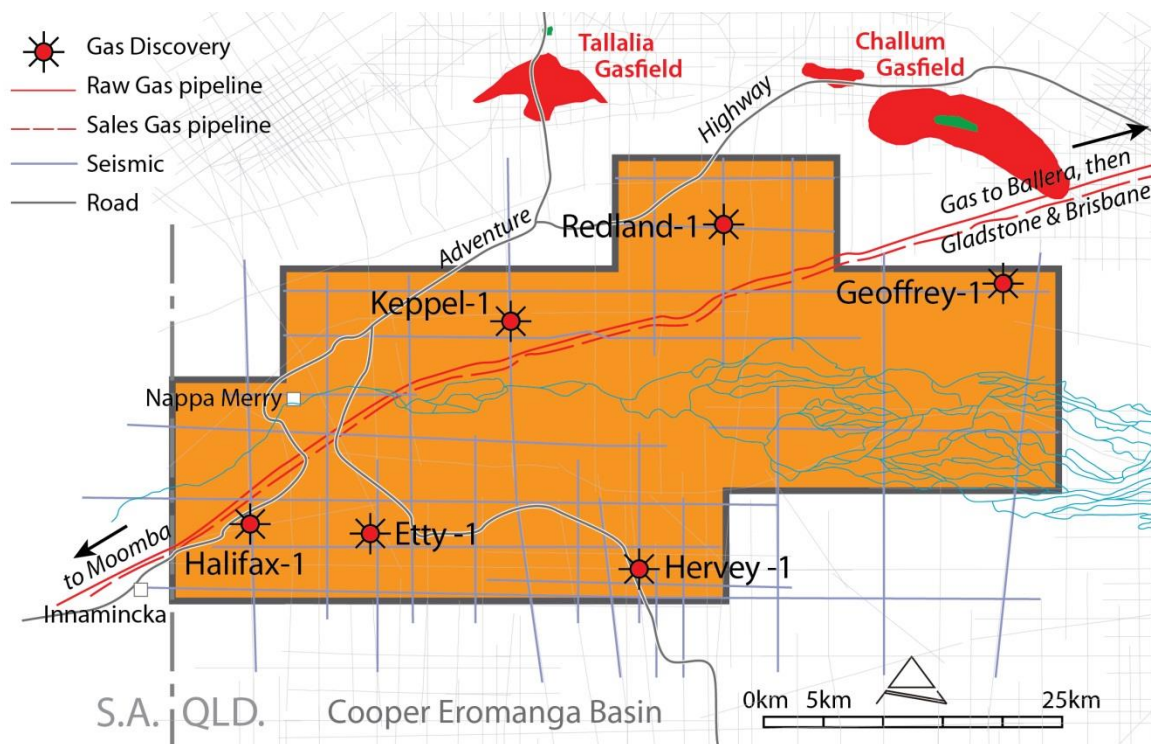 Gas Discovery
Raw Gas pipeline
Sales Gas pipeline
Seismic
Road
Tallalia
Gasfield
Challum
Gasfield
Highway
Adventure
Gas to Ballera, then
Gladstone & Brisbane
Redland-1
Keppel-1
Geoffrey-1
Nappa Merry
to Moomba
Halifax-1
Etty -1
Hervey -1
Innamincka
S.A. QLD.
Cooper Eromanga Basin
0km 5km 25km